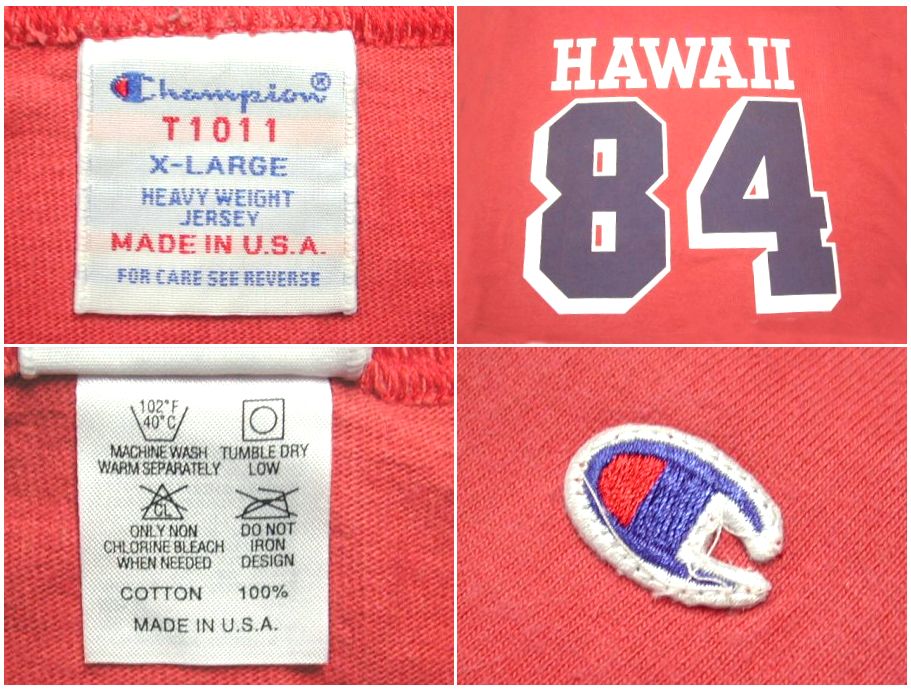 Champion®
T1011
X-LARGE
HEAVY WEIGHT
JERSEY
MADE IN U.S.A.
FOR CARE SEE REVERSE
HAWAII
84
102°F
40°C
MACHINE WASH
WARM SEPARATELY
TUMBLE DRY
LOW
CL
ONLY NON
CHLORINE BLEACH
WHEN NEEDED
DO NOT
IRON
DESIGN
COTTON 100%
MADE IN U.S.A.